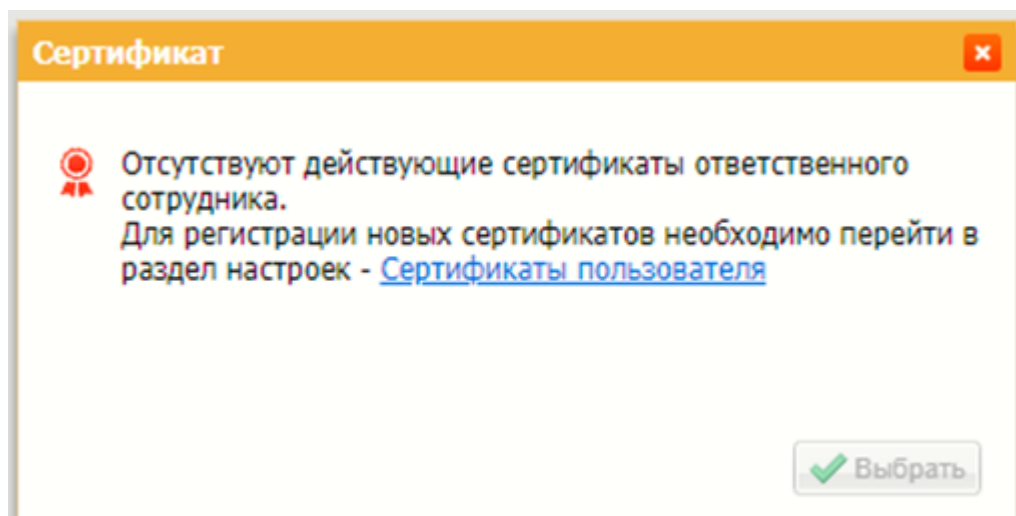 Сертификат
Отсутствуют действующие сертификаты ответственного
сотрудника.
Для регистрации новых сертификатов необходимо перейти в
раздел настроек - Сертификаты пользователя
Выбрать